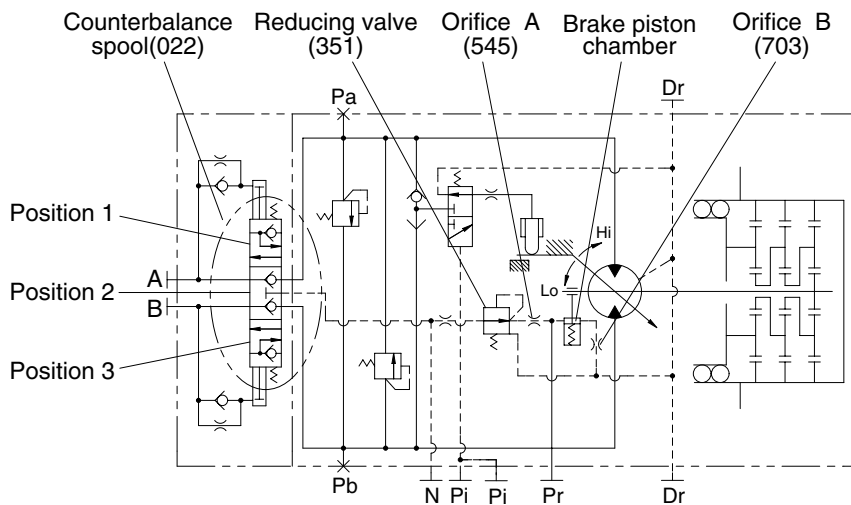 Counterbalance spool(022)
Reducing valve (351)
Orifice A (545)
Brake piston chamber
Orifice B (703)
Pa
Dr
Position 1
Hi
A
Position 2
Lo
B
Position 3
Pb
N
Pi
Pi
Pr
Dr